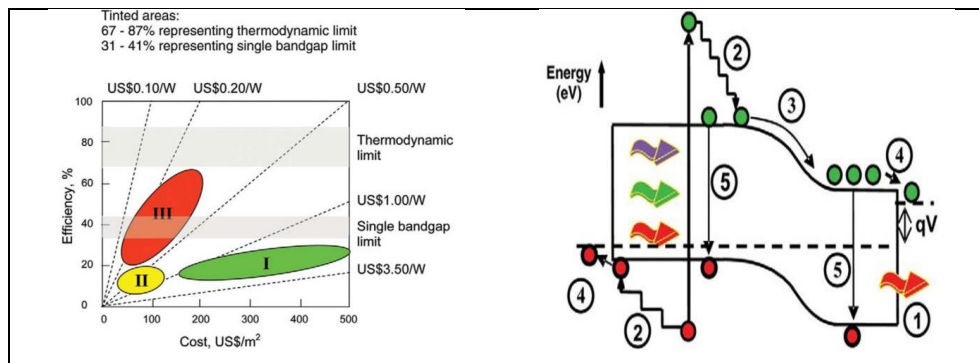 Tinted areas:
67 - 87% representing thermodynamic limit
31 - 41% representing single bandgap limit
US$0.10/W US$0.20/W US$0.50/W
100
80
60
40
20
0
Efficiency, %
Thermodynamic
limit
US$1.00/W
Single bandgap
limit
US$3.50/W
III
II
I
0 100 200 300 400 500
Cost, US$/m²
Energy
(eV)
2
3
4
5
qV
5
4
2
1